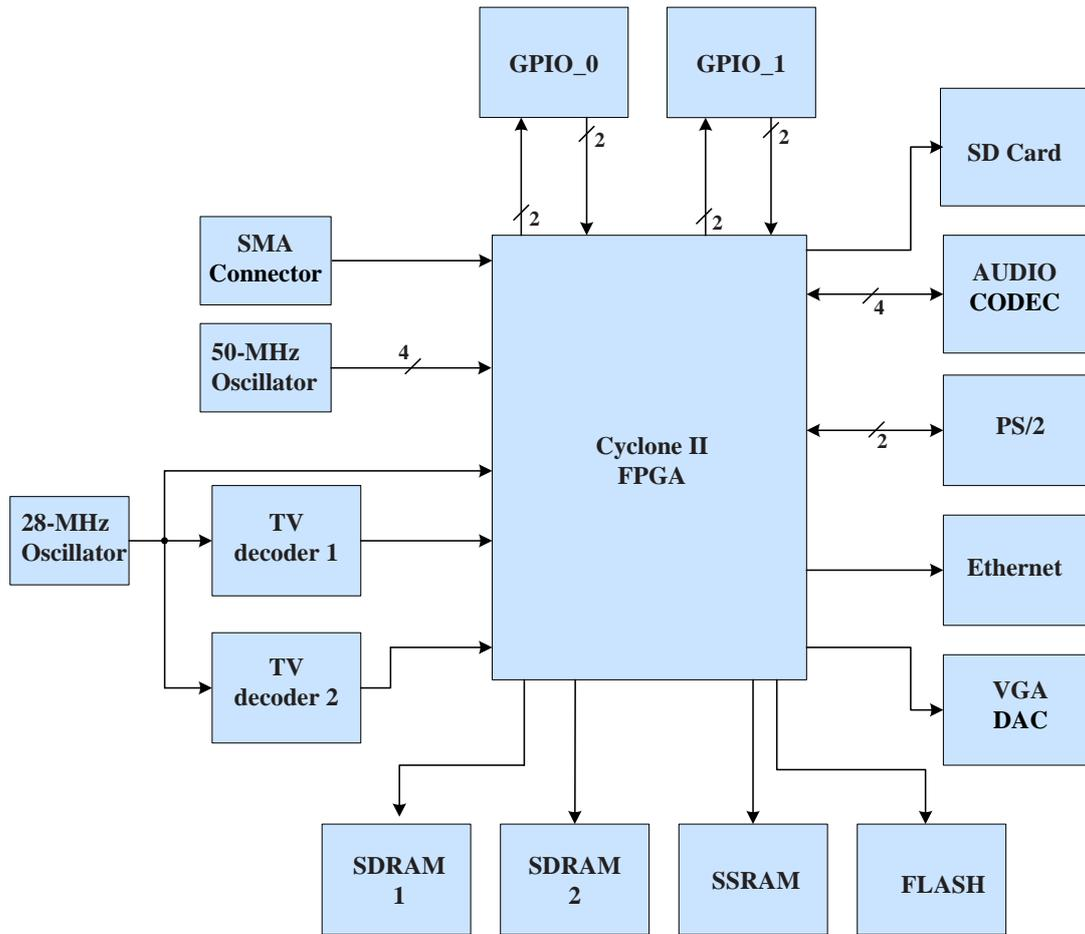 GPIO_0
GPIO_1
SD Card
2
2
2
2
SMA
Connector
AUDIO
CODEC
4
50-MHz
Oscillator
4
PS/2
2
Cyclone II
FPGA
28-MHz
Oscillator
TV
decoder 1
Ethernet
TV
decoder 2
VGA
DAC
SDRAM
1
SDRAM
2
SSRAM
FLASH